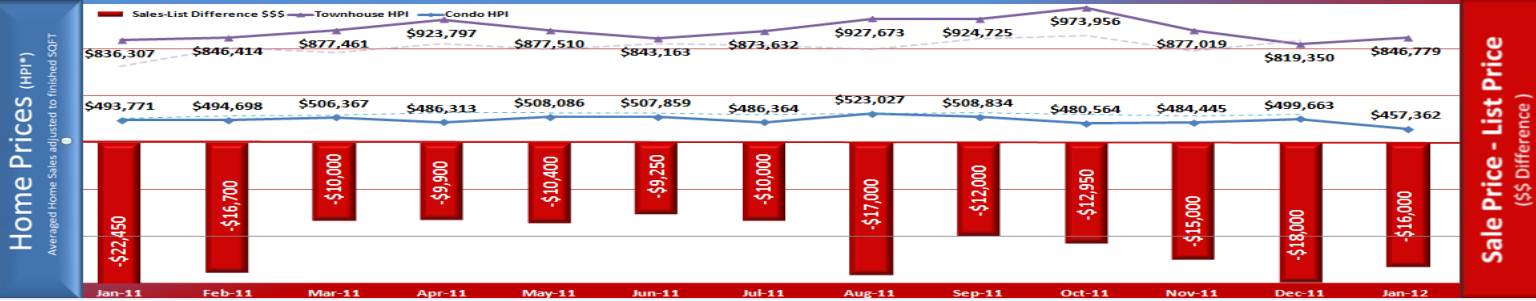 Home Prices (HPI*)
Averaged Home Sales adjusted to finished SQFT
Sales-List Difference $$$ Townhouse HPI Condo HPI
$836,307 $846,414 $877,461 $923,797 $877,510 $843,163 $873,632 $927,673 $924,725 $973,956 $877,019 $819,350 $846,779
$493,771 $494,698 $506,367 $486,313 $508,086 $507,859 $486,364 $523,027 $508,834 $480,564 $484,445 $499,663 $457,362
-$22,450 -$16,700 -$10,000 -$9,900 -$10,400 -$9,250 -$10,000 -$17,000 -$12,000 -$12,950 -$15,000 -$18,000 -$16,000
Jan-11 Feb-11 Mar-11 Apr-11 May-11 Jun-11 Jul-11 Aug-11 Sep-11 Oct-11 Nov-11 Dec-11 Jan-12
Sale Price - List Price
($$ Difference )